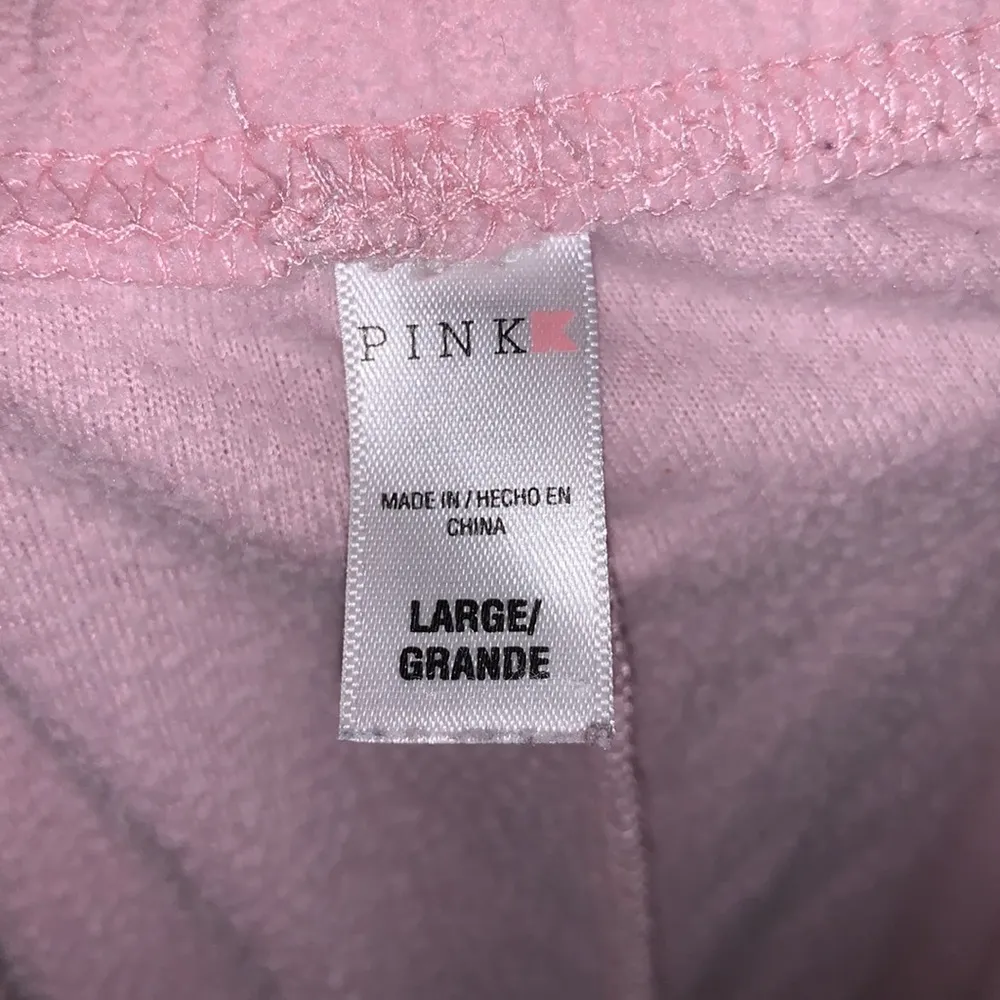 PINK
MADE IN / HECHO EN
CHINA
LARGE/
GRANDE